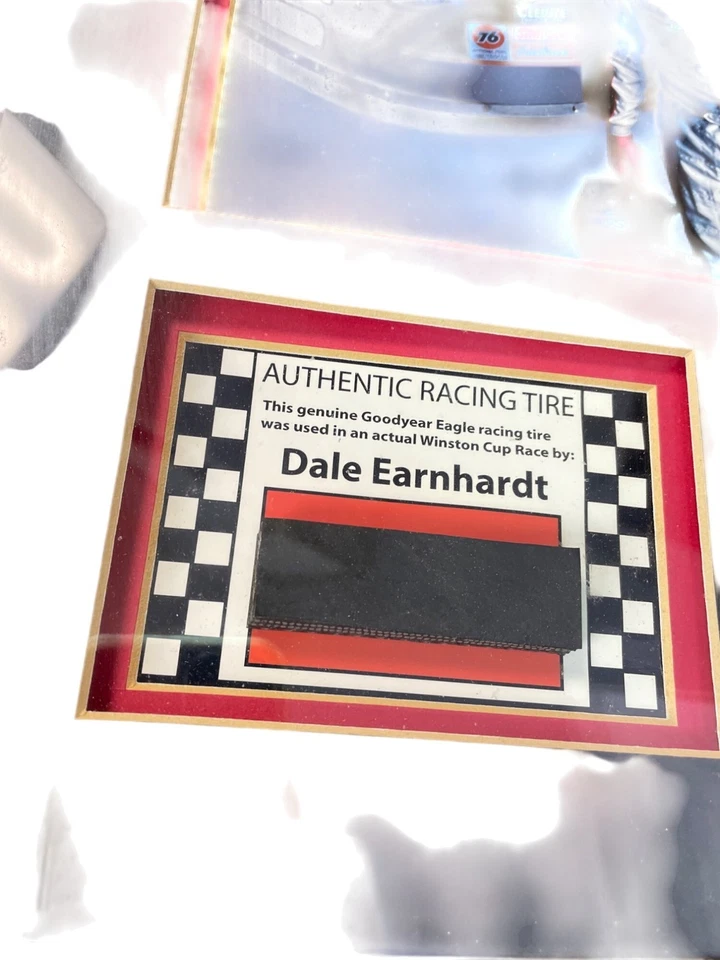 76
AUTHENTIC RACING TIRE
This genuine Goodyear Eagle racing tire
was used in an actual Winston Cup Race by:
Dale Earnhardt